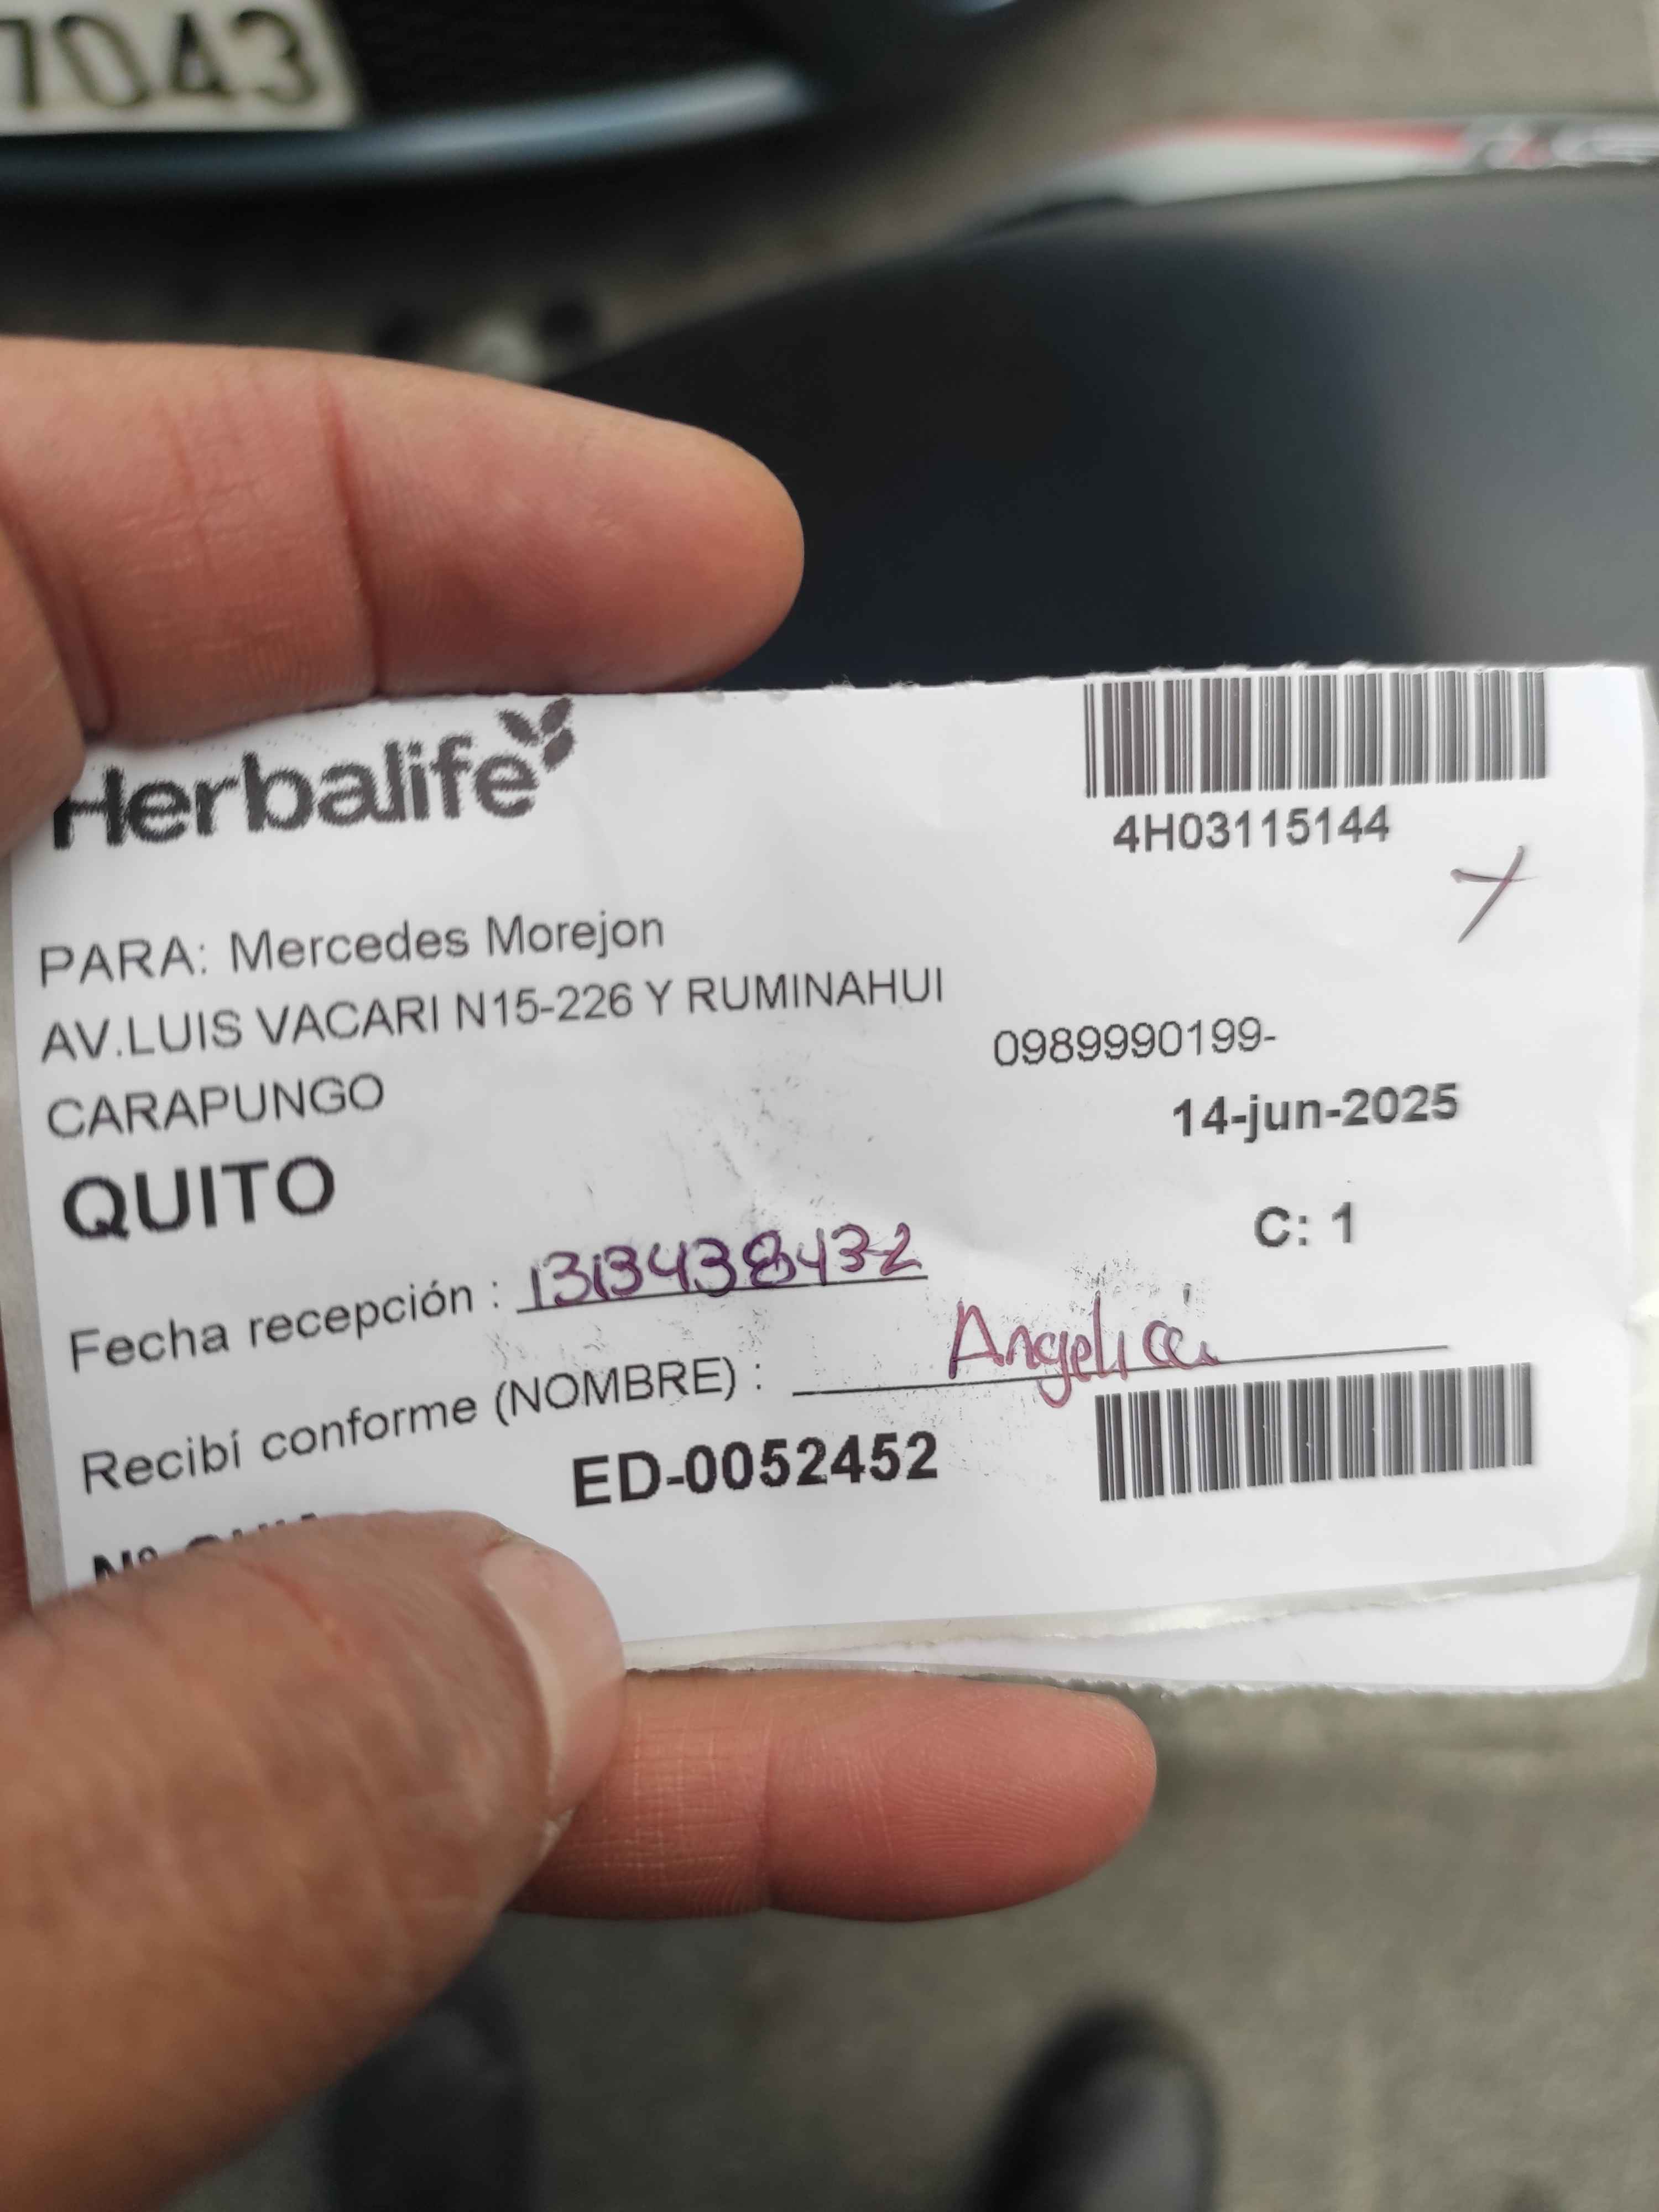 7043
Herbalife
4H03115144
PARA: Mercedes Morejon
AV.LUIS VACARI N15-226 Y RUMINAHUI
0989990199-
CARAPUNGO
14-jun-2025
QUITO
C: 1
Fecha recepción : 1313438432
Recibí conforme (NOMBRE) : Angelica
ED-0052452
Nº